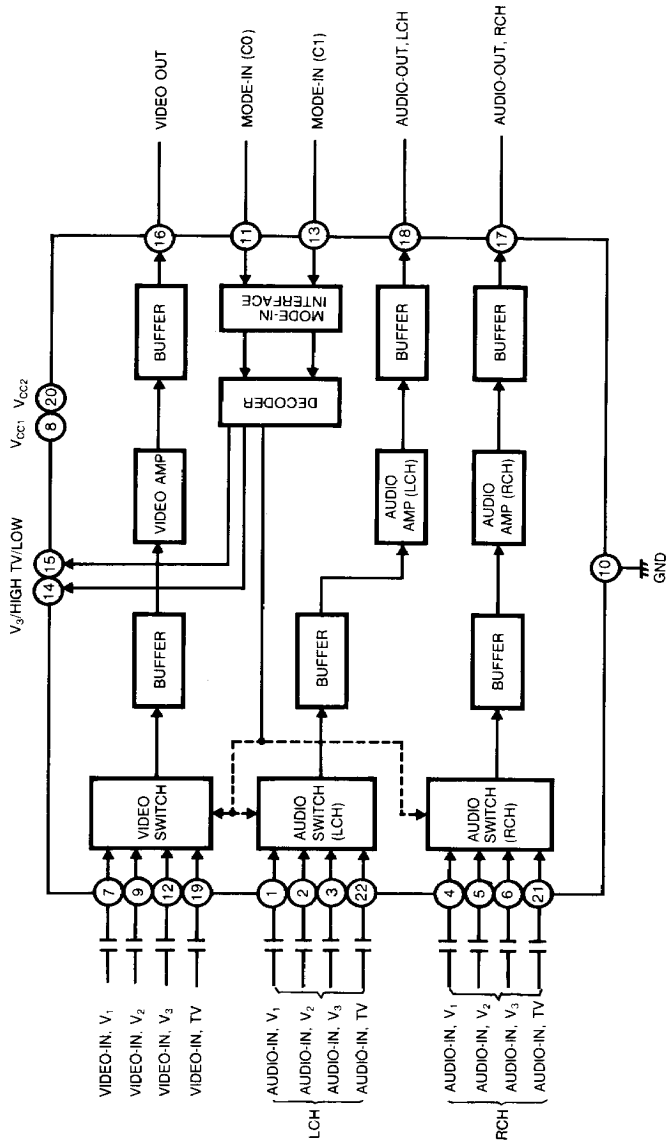 V3/HIGH TV/LOW
VCC1 VCC2
14
15
8
20
VIDEO-IN, V1
VIDEO-IN, V2
VIDEO-IN, V3
VIDEO-IN, TV
7
9
12
19
VIDEO
SWITCH
BUFFER
VIDEO AMP
BUFFER
16
VIDEO OUT
DECODER
MODE-IN
INTERFACE
11
MODE-IN (C0)
13
MODE-IN (C1)
LCH
AUDIO-IN, V1
AUDIO-IN, V2
AUDIO-IN, V3
AUDIO-IN, TV
1
2
3
22
AUDIO
SWITCH
(LCH)
BUFFER
AUDIO
AMP (LCH)
BUFFER
18
AUDIO-OUT, LCH
RCH
AUDIO-IN, V1
AUDIO-IN, V2
AUDIO-IN, V3
AUDIO-IN, TV
4
5
6
21
AUDIO
SWITCH
(RCH)
BUFFER
AUDIO
AMP (RCH)
BUFFER
17
AUDIO-OUT, RCH
10
GND